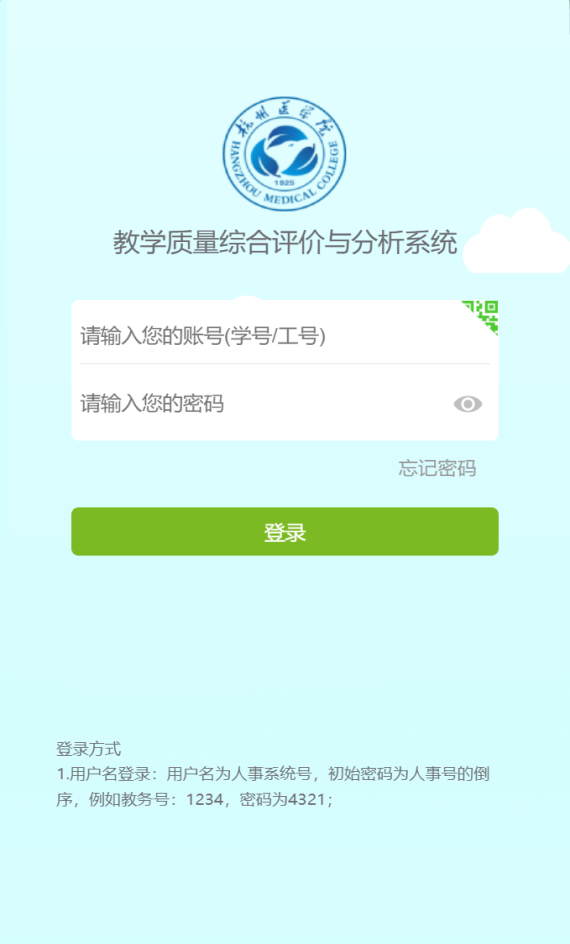 杭州医学院
HANGZHOU MEDICAL COLLEGE
1925
教学质量综合评价与分析系统
请输入您的账号(学号/工号)
请输入您的密码
忘记密码
登录
登录方式
1.用户名登录：用户名为人事系统号，初始密码为人事号的倒
序，例如教务号：1234，密码为4321；